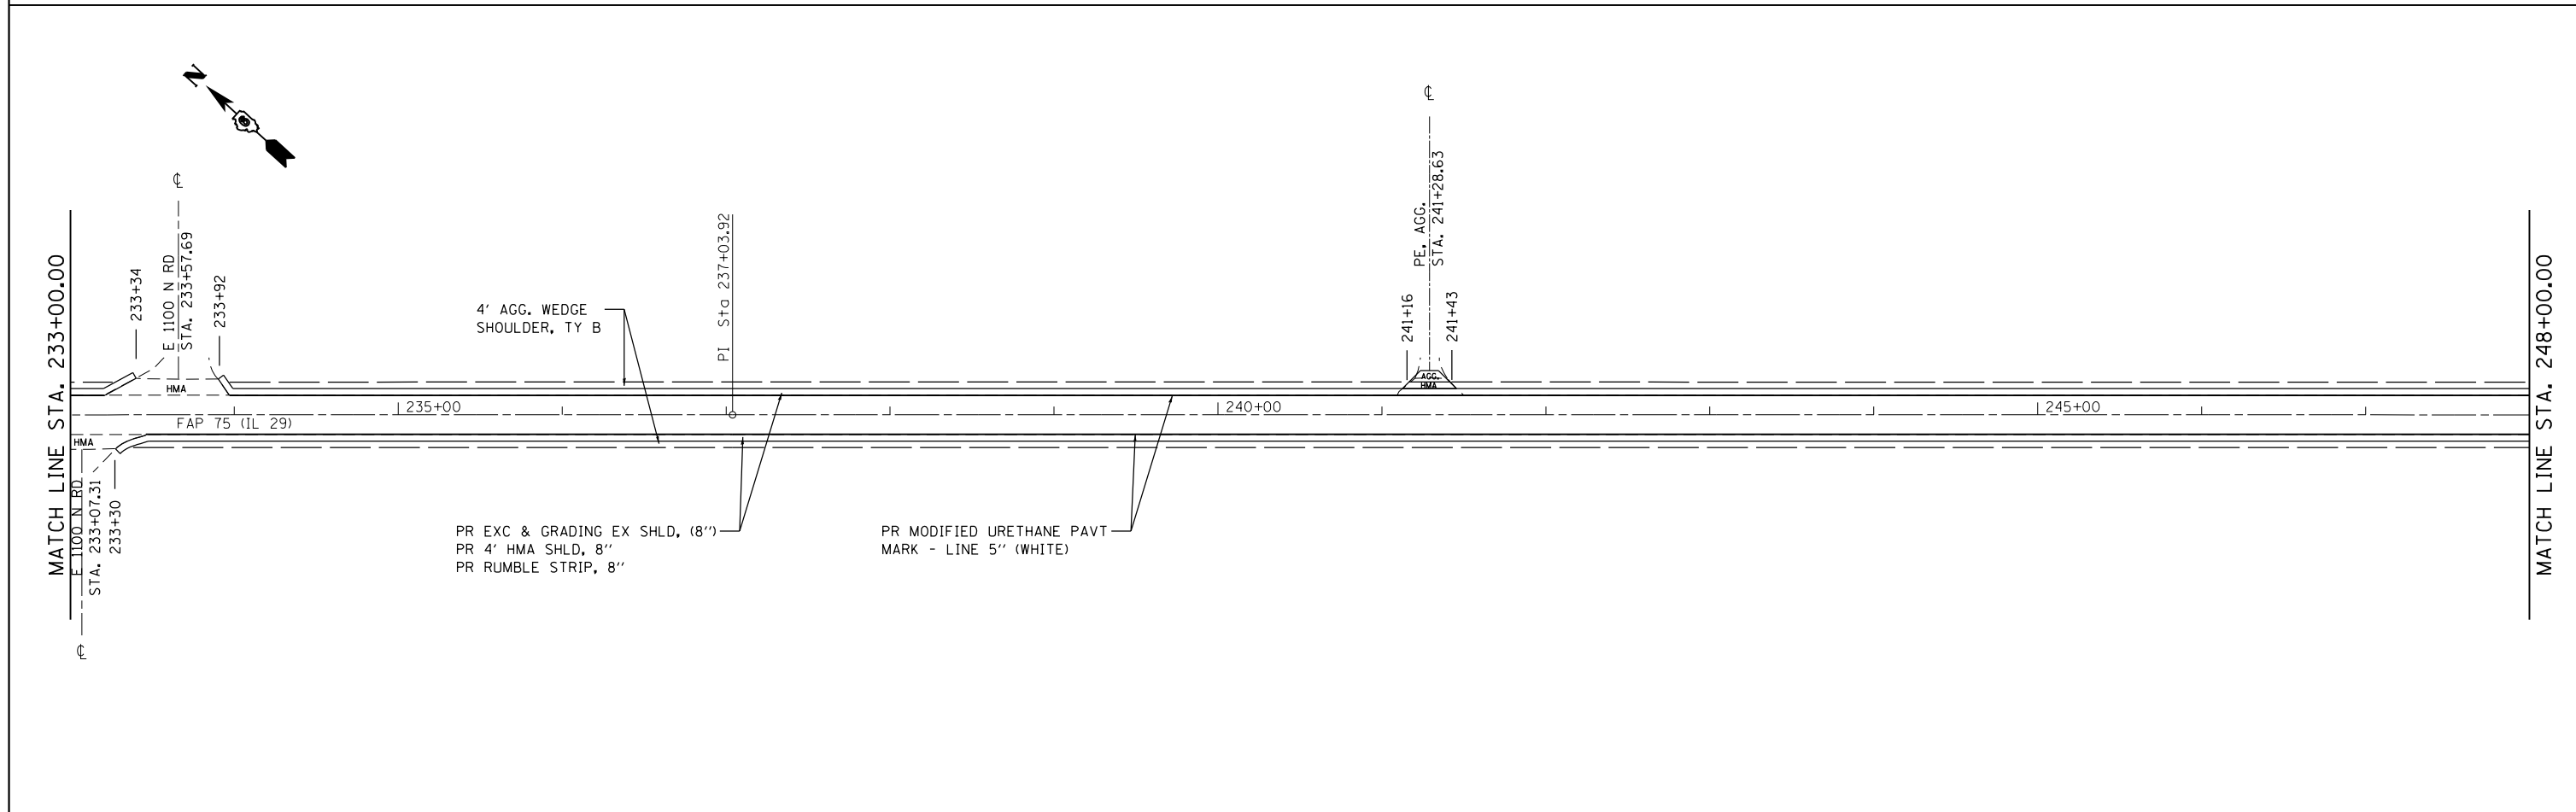 N
℄
℄
MATCH LINE STA. 233+00.00
233+34
E 1100 N RD
STA. 233+57.69
233+92
4' AGG. WEDGE
SHOULDER, TY B
PI Sta 237+03.92
PE, AGG.
STA. 241+28.63
241+16
241+43
AGG.
HMA
HMA
235+00
240+00
245+00
FAP 75 (IL 29)
HMA
E 1100 N RD
STA. 233+07.31
233+30
℄
PR EXC & GRADING EX SHLD, (8")
PR 4' HMA SHLD, 8"
PR RUMBLE STRIP, 8"
PR MODIFIED URETHANE PAVT
MARK - LINE 5" (WHITE)
MATCH LINE STA. 248+00.00